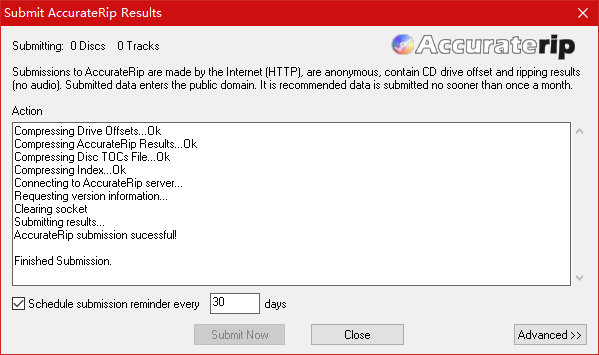 Submit AccurateRip Results
Submitting: 0 Discs 0 Tracks
Accuraterip
Submissions to AccurateRip are made by the Internet (HTTP), are anonymous, contain CD drive offset and ripping results
(no audio). Submitted data enters the public domain. It is recommended data is submitted no sooner than once a month.
Action
Compressing Drive Offsets...Ok
Compressing AccurateRip Results...Ok
Compressing Disc TOCs File...Ok
Compressing Index...Ok
Connecting to AccurateRip server...
Requesting version information...
Clearing socket
Submitting results...
AccurateRip submission sucessful!
Finished Submission.
Schedule submission reminder every 30 days
Submit Now Close Advanced >>